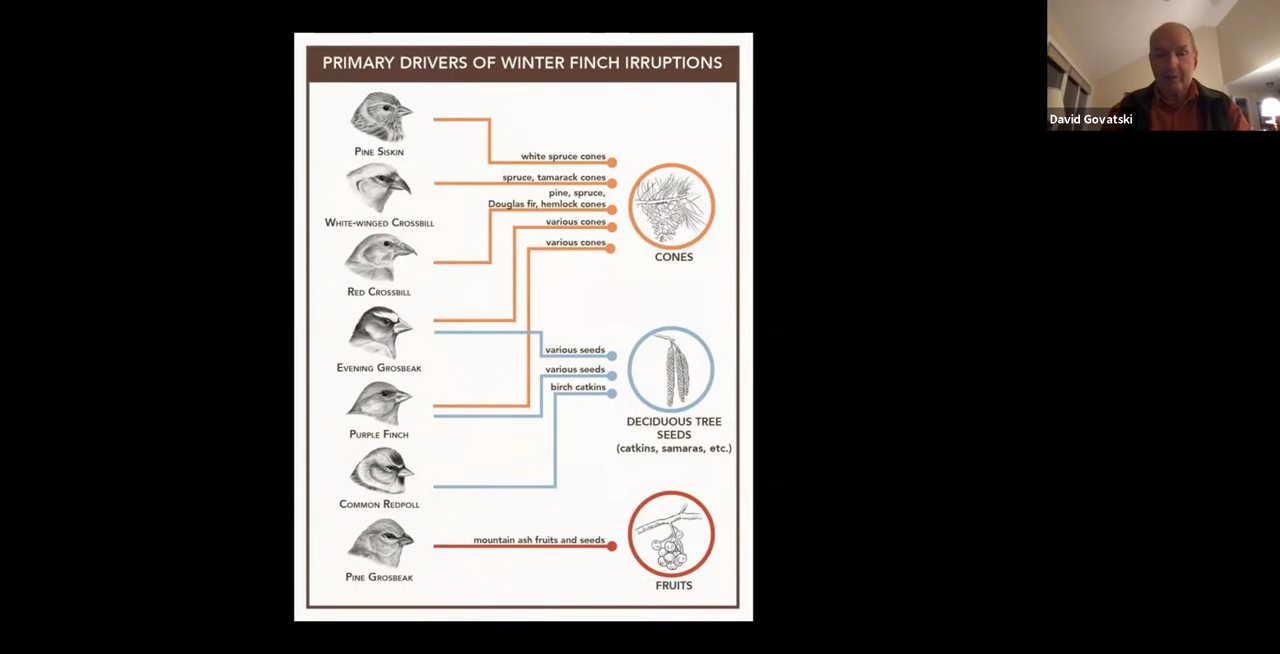 PRIMARY DRIVERS OF WINTER FINCH IRRUPTIONS
David Govatski
PINE SISKIN
white spruce cones
spruce, tamarack cones
pine, spruce,
Douglas fir, hemlock cones
WHITE-WINGED CROSSBILL
various cones
various cones
CONES
RED CROSSBILL
EVENING GROSBEAK
various seeds
various seeds
birch catkins
DECIDUOUS TREE
SEEDS
(catkins, samaras, etc.)
PURPLE FINCH
COMMON REDPOLL
mountain ash fruits and seeds
PINE GROSBEAK
FRUITS